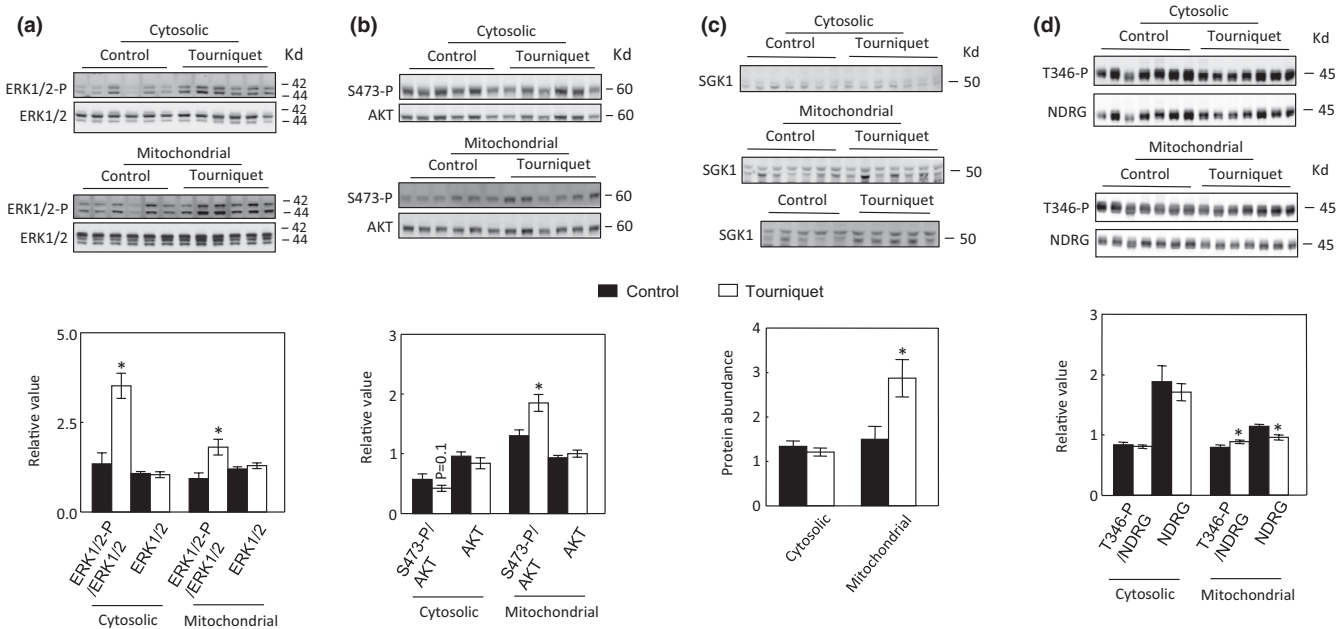 (a)
Cytosolic
Control Tourniquet Kd
ERK1/2-P
– 42
– 44
ERK1/2
– 42
– 44
Mitochondrial
Control Tourniquet
ERK1/2-P
– 42
– 44
ERK1/2
– 42
– 44
(b)
Cytosolic
Control Tourniquet Kd
S473-P – 60
AKT – 60
Mitochondrial
Control Tourniquet
S473-P – 60
AKT – 60
(c)
Cytosolic
Control Tourniquet Kd
SGK1 – 50
Mitochondrial
Control Tourniquet
SGK1 – 50
Control Tourniquet
SGK1 – 50
(d)
Cytosolic
Control Tourniquet Kd
T346-P – 45
NDRG – 45
Mitochondrial
Control Tourniquet Kd
T346-P – 45
NDRG – 45
Control Tourniquet
Relative value
5.0
2.5
0.0
*
*
ERK1/2-P
/ERK1/2
ERK1/2
ERK1/2-P
/ERK1/2
ERK1/2
Cytosolic Mitochondrial
Relative value
3
2
1
0
P=0.1
*
S473-P/
AKT
AKT
S473-P/
AKT
AKT
Cytosolic Mitochondrial
Protein abundance
4
3
2
1
0
*
Cytosolic
Mitochondrial
Relative value
3
2
1
0
*
*
T346-P
/NDRG
NDRG
T346-P
/NDRG
NDRG
Cytosolic Mitochondrial